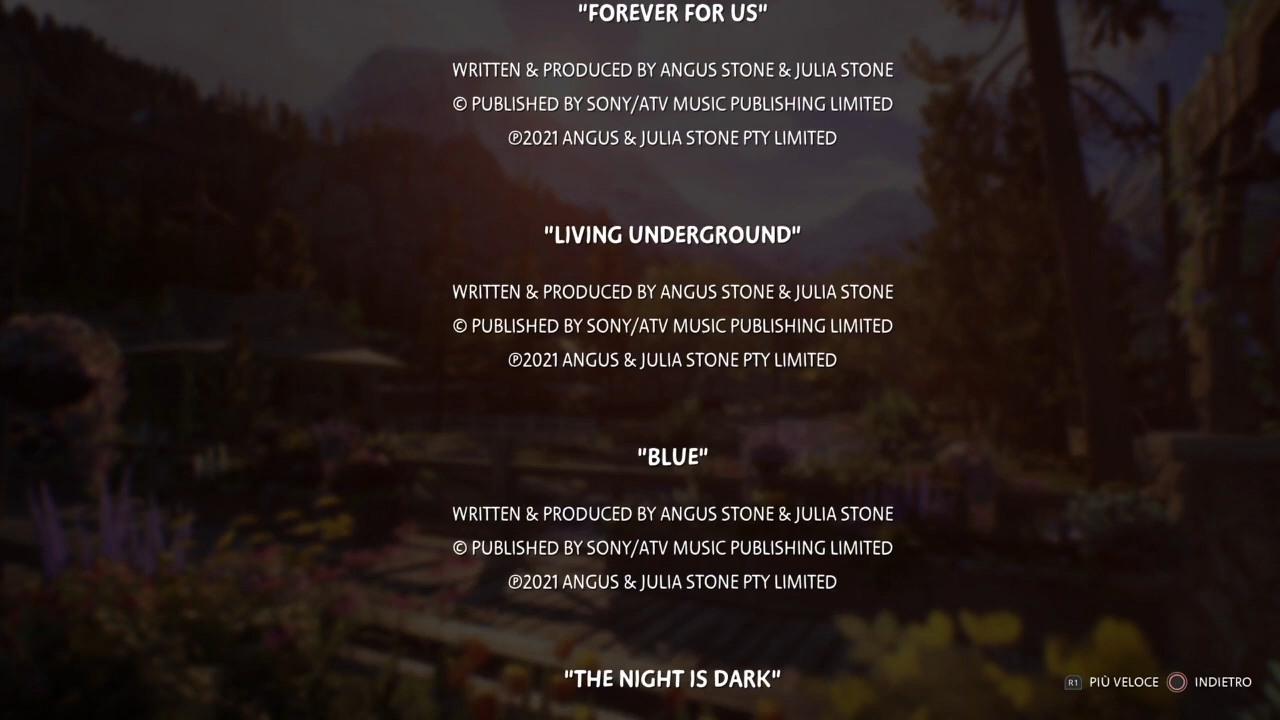 "FOREVER FOR US"
WRITTEN & PRODUCED BY ANGUS STONE & JULIA STONE
© PUBLISHED BY SONY/ATV MUSIC PUBLISHING LIMITED
℗2021 ANGUS & JULIA STONE PTY LIMITED
"LIVING UNDERGROUND"
WRITTEN & PRODUCED BY ANGUS STONE & JULIA STONE
© PUBLISHED BY SONY/ATV MUSIC PUBLISHING LIMITED
℗2021 ANGUS & JULIA STONE PTY LIMITED
"BLUE"
WRITTEN & PRODUCED BY ANGUS STONE & JULIA STONE
© PUBLISHED BY SONY/ATV MUSIC PUBLISHING LIMITED
℗2021 ANGUS & JULIA STONE PTY LIMITED
"THE NIGHT IS DARK"
R1 PIÙ VELOCE INDIETRO